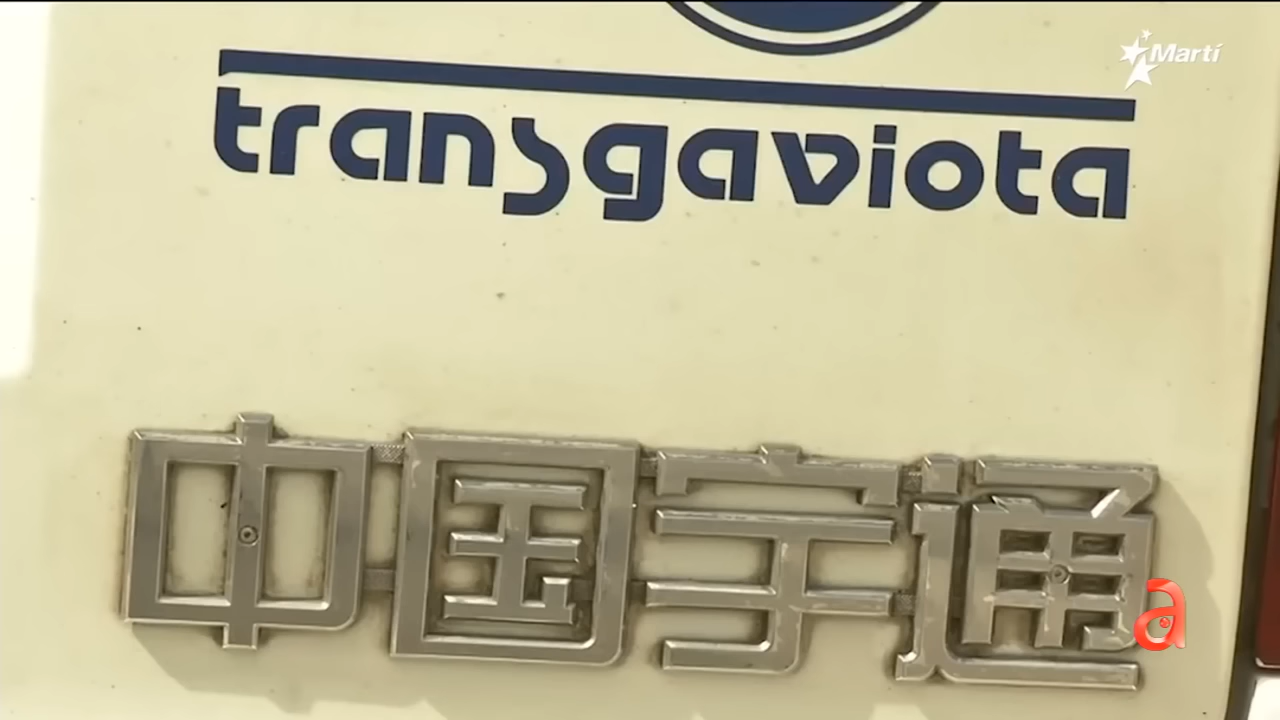 Martí
transgaviota
中国宇通
a